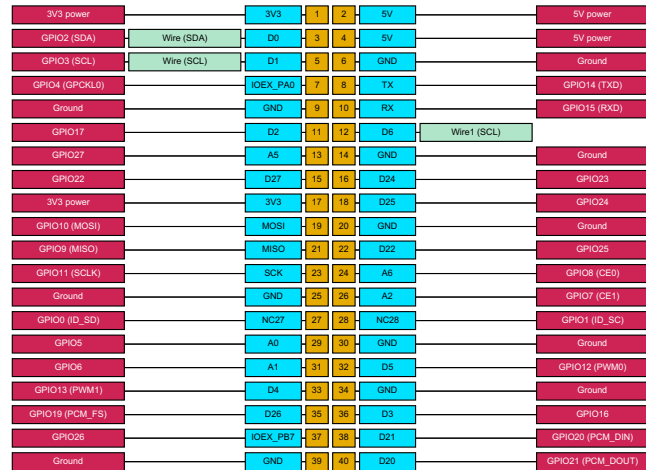 3V3 power 3V3 1 2 5V 5V power
GPIO2 (SDA) Wire (SDA) D0 3 4 5V 5V power
GPIO3 (SCL) Wire (SCL) D1 5 6 GND Ground
GPIO4 (GPCKL0) IOEX_PA0 7 8 TX GPIO14 (TXD)
Ground GND 9 10 RX GPIO15 (RXD)
GPIO17 D2 11 12 D6 Wire1 (SCL)
GPIO27 A5 13 14 GND Ground
GPIO22 D27 15 16 D24 GPIO23
3V3 power 3V3 17 18 D25 GPIO24
GPIO10 (MOSI) MOSI 19 20 GND Ground
GPIO9 (MISO) MISO 21 22 D22 GPIO25
GPIO11 (SCLK) SCK 23 24 A6 GPIO8 (CE0)
Ground GND 25 26 A2 GPIO7 (CE1)
GPIO0 (ID_SD) NC27 27 28 NC28 GPIO1 (ID_SC)
GPIO5 A0 29 30 GND Ground
GPIO6 A1 31 32 D5 GPIO12 (PWM0)
GPIO13 (PWM1) D4 33 34 GND Ground
GPIO19 (PCM_FS) D26 35 36 D3 GPIO16
GPIO26 IOEX_PB7 37 38 D21 GPIO20 (PCM_DIN)
Ground GND 39 40 D20 GPIO21 (PCM_DOUT)